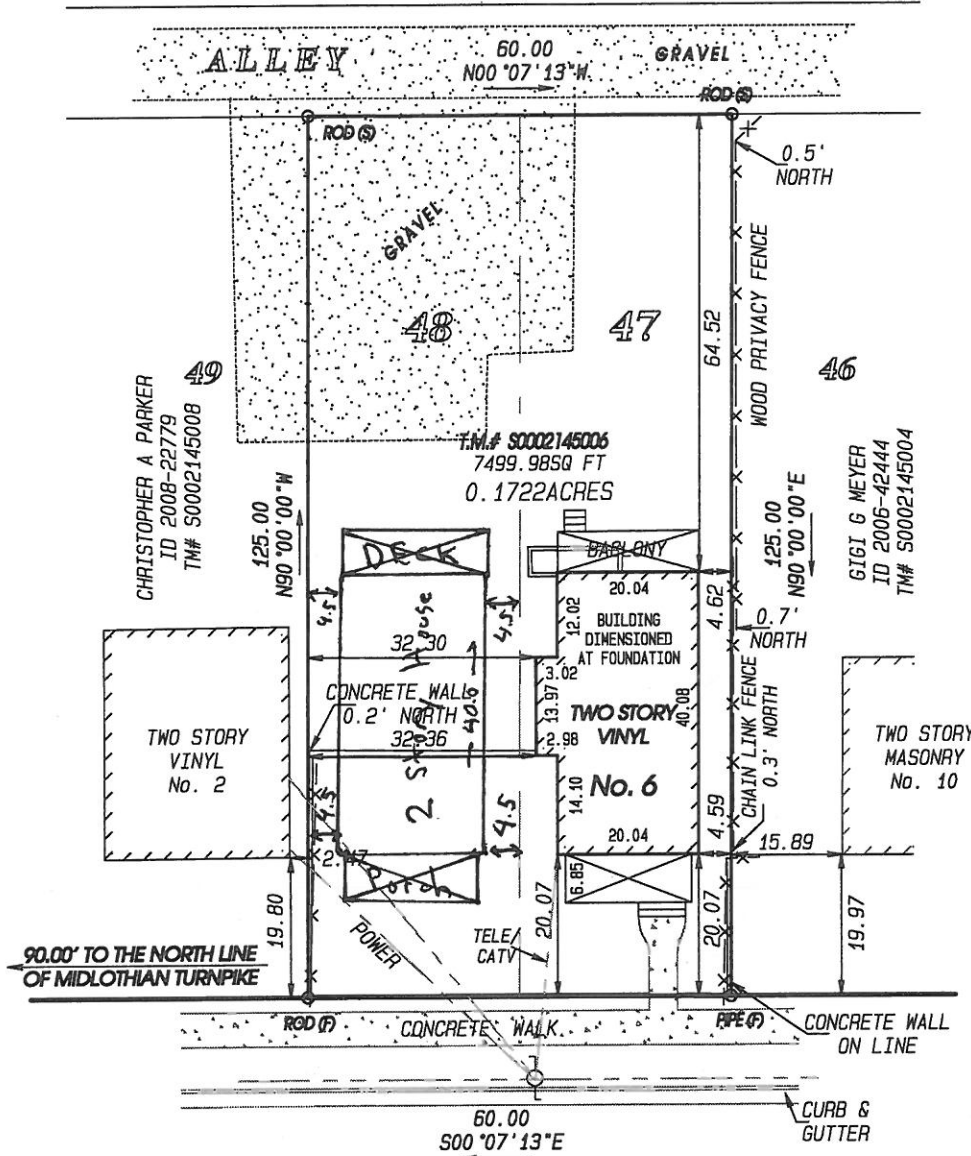 ALLEY
60.00
N00°07'13"W
GRAVEL
ROD (S)
ROD (S)
0.5'
NORTH
GRAVEL
48
47
49
46
64.52
WOOD PRIVACY FENCE
CHRISTOPHER A PARKER
ID 2008-22779
TM# S0002145008
T.M.# S0002145006
7499.98SQ FT
0.1722ACRES
GIGI G MEYER
ID 2006-42444
TM# S0002145004
125.00
N90°00'00"W
125.00
N90°00'00"E
DECK
BACLONY
20.04
4.5
4.5
12.02
BUILDING
DIMENSIONED
AT FOUNDATION
4.62
0.7'
NORTH
32.30
3.02
CONCRETE WALL
0.2' NORTH
13.97
40.08
32.36
2.98
2 Story House
40.0
TWO STORY
VINYL
No. 2
TWO STORY
VINYL
No. 6
CHAIN LINK FENCE
0.3' NORTH
TWO STORY
MASONRY
No. 10
4.5
4.5
14.10
20.04
4.59
15.89
2.47
Porch
6.85
19.80
POWER
TELE/
CATV
20.07
20.07
19.97
90.00' TO THE NORTH LINE
OF MIDLOTHIAN TURNPIKE
ROD (F)
CONCRETE WALK
PIPE(F)
CONCRETE WALL
ON LINE
CURB &
GUTTER
60.00
S00°07'13"E